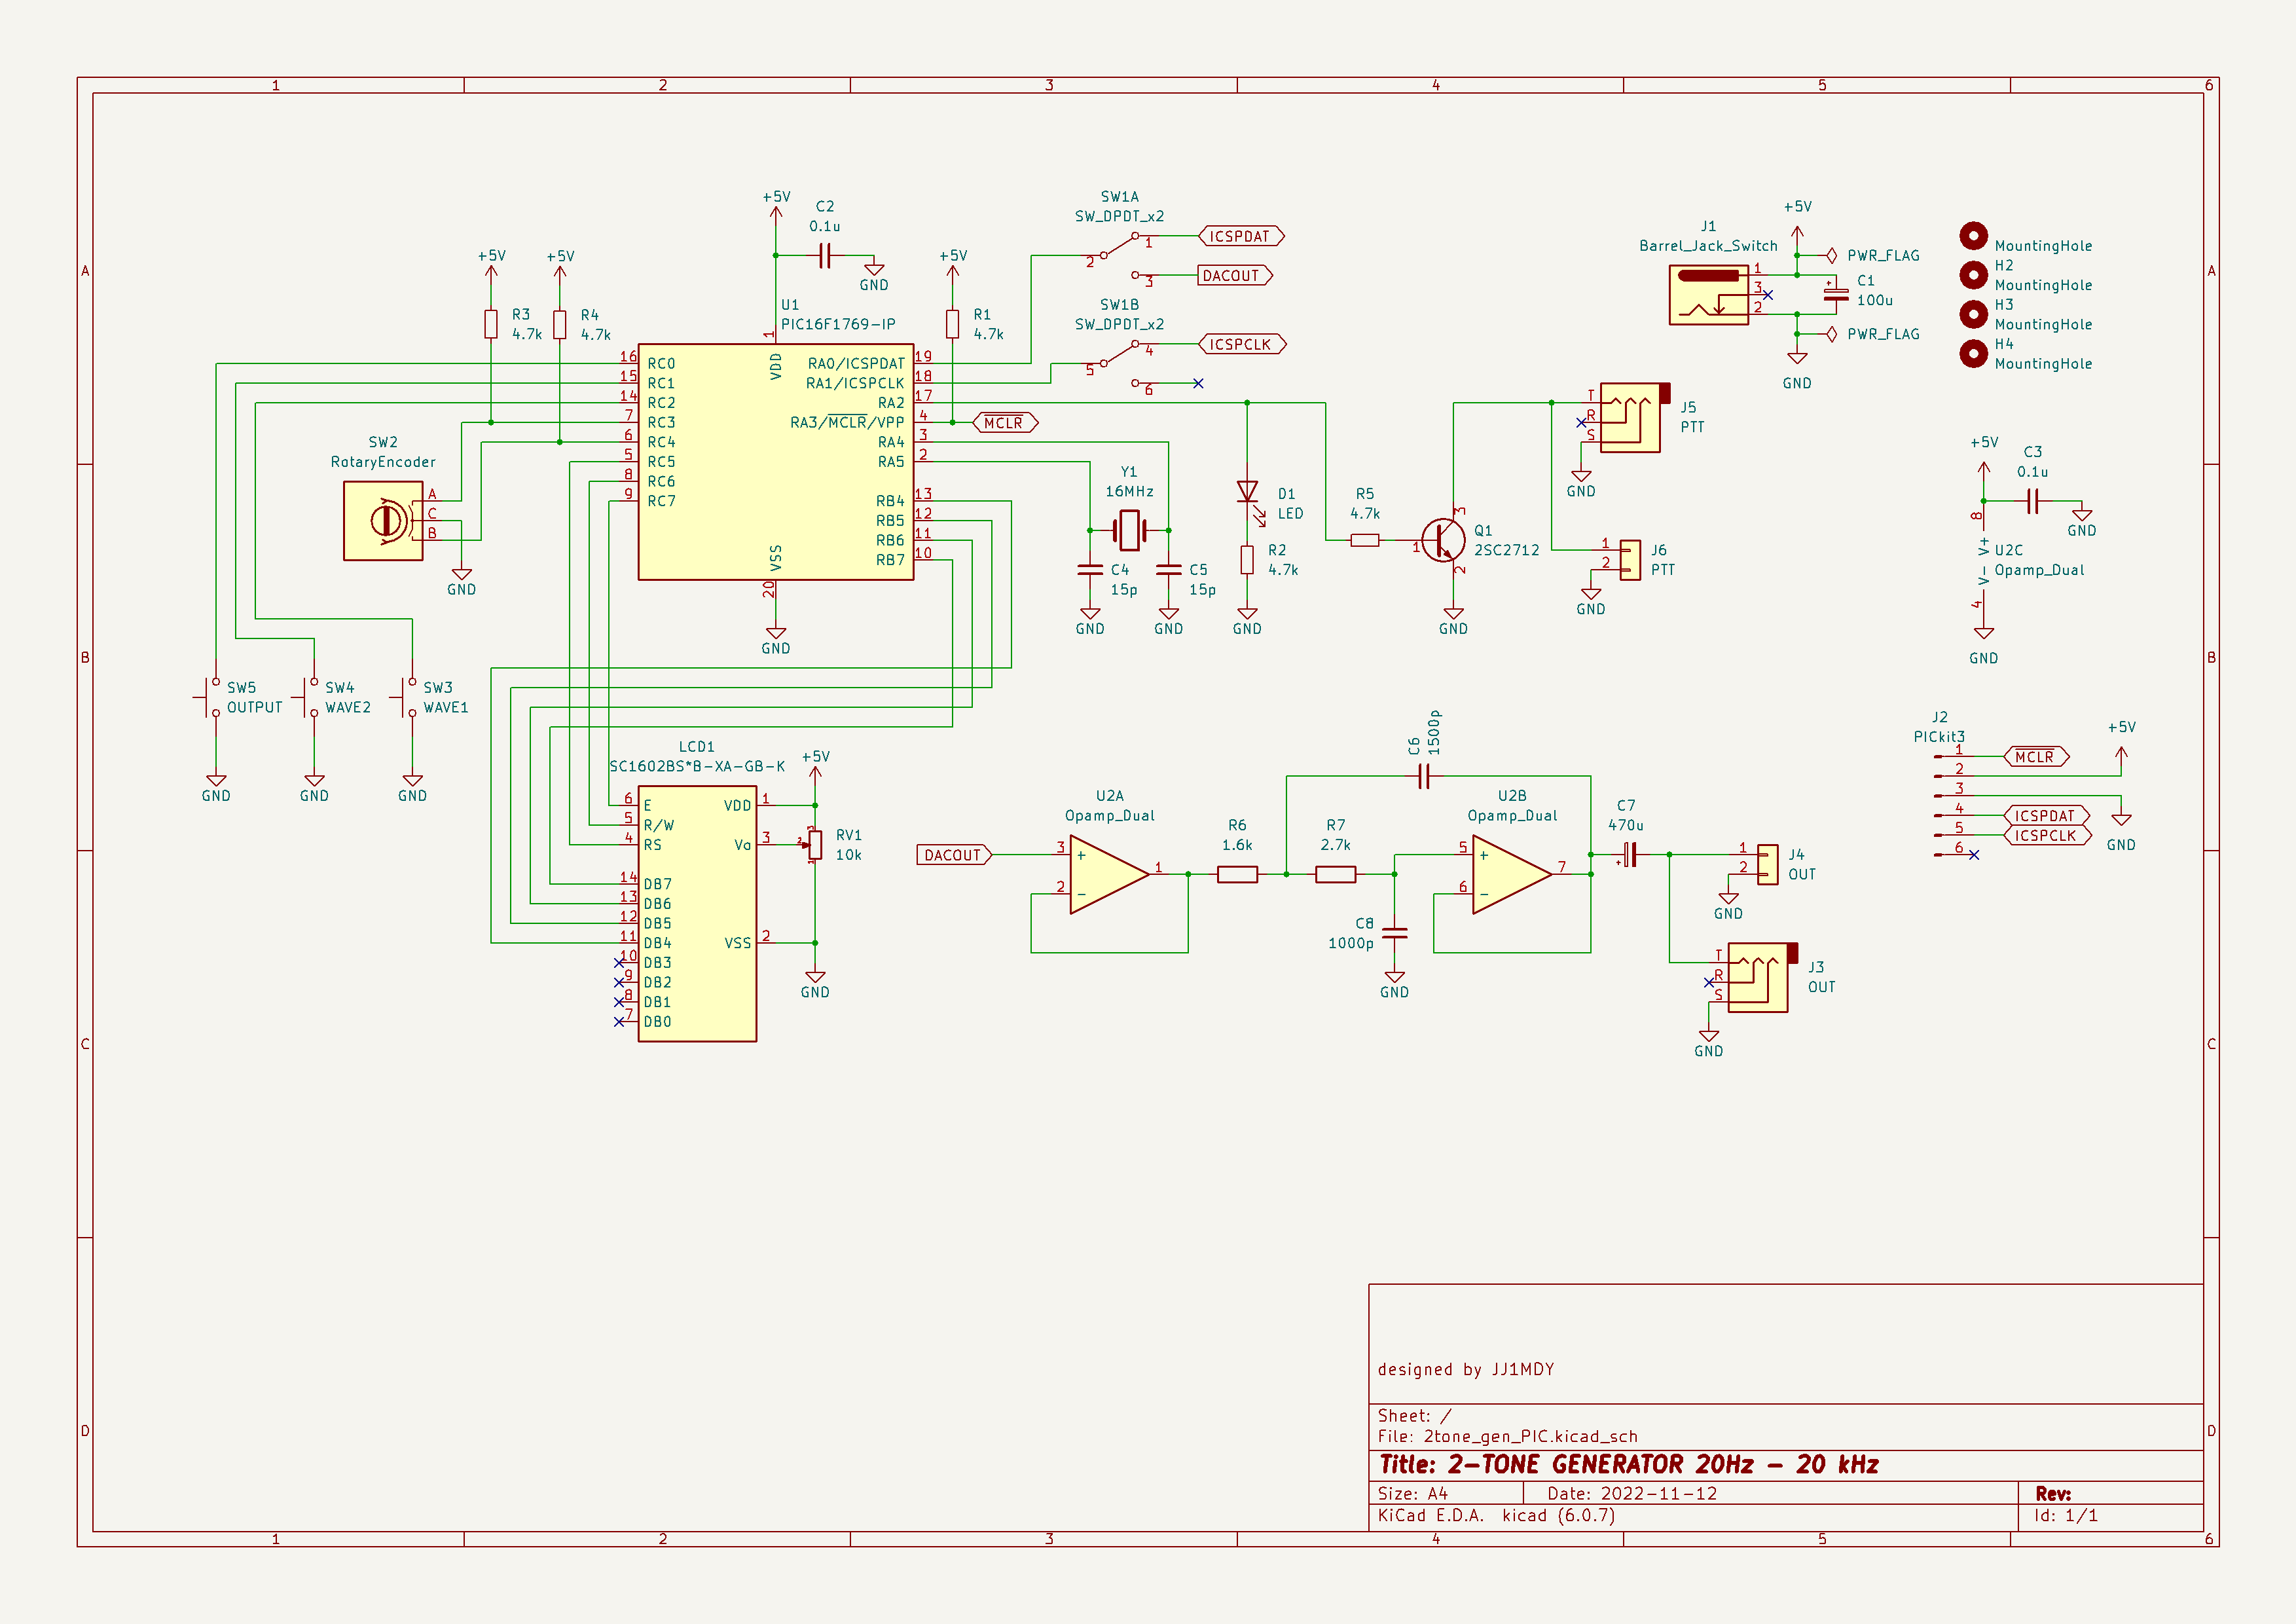 1 2 3 4 5 6
A
B
C
D
A
B
C
D
1 2 3 4 5 6
+5V
C2
0.1u
GND
+5V
R3
4.7k
+5V
R4
4.7k
U1
PIC16F1769-IP
+5V
R1
4.7k
1
VDD
VSS
20
GND
16 RC0
15 RC1
14 RC2
7 RC3
6 RC4
5 RC5
8 RC6
9 RC7
RA0/ICSPDAT 19
RA1/ICSPCLK 18
RA2 17
RA3/MCLR/VPP 4
RA4 3
RA5 2
RB4 13
RB5 12
RB6 11
RB7 10
MCLR
SW1A
SW_DPDT_x2
2
1
3
ICSPDAT
DACOUT
SW1B
SW_DPDT_x2
5
4
6
ICSPCLK
SW2
RotaryEncoder
A
C
B
GND
SW5
OUTPUT
GND
SW4
WAVE2
GND
SW3
WAVE1
GND
Y1
16MHz
C4
15p
GND
C5
15p
GND
D1
LED
R2
4.7k
GND
R5
4.7k
1
3
2
Q1
2SC2712
GND
T
R
S
J5
PTT
GND
1
2
J6
PTT
GND
J1
Barrel_Jack_Switch
1
3
2
+5V
PWR_FLAG
C1
100u
PWR_FLAG
GND
MountingHole
H2
MountingHole
H3
MountingHole
H4
MountingHole
+5V
C3
0.1u
GND
8
V+
V-
4
U2C
Opamp_Dual
GND
J2
PICkit3
1
2
3
4
5
6
MCLR
ICSPDAT
ICSPCLK
+5V
GND
LCD1
SC1602BS*B-XA-GB-K
6 E
5 R/W
4 RS
14 DB7
13 DB6
12 DB5
11 DB4
10 DB3
9 DB2
8 DB1
7 DB0
VDD 1
Vo 3
VSS 2
+5V
3
2
1
RV1
10k
GND
DACOUT
U2A
Opamp_Dual
3 +
2 −
1
R6
1.6k
R7
2.7k
C6
1500p
C8
1000p
GND
U2B
Opamp_Dual
5 +
6 −
7
C7
470u
1
2
J4
OUT
GND
T
R
S
J3
OUT
GND
designed by JJ1MDY
Sheet: /
File: 2tone_gen_PIC.kicad_sch
Title: 2-TONE GENERATOR 20Hz - 20 kHz
Size: A4 Date: 2022-11-12 Rev:
KiCad E.D.A. kicad (6.0.7) Id: 1/1